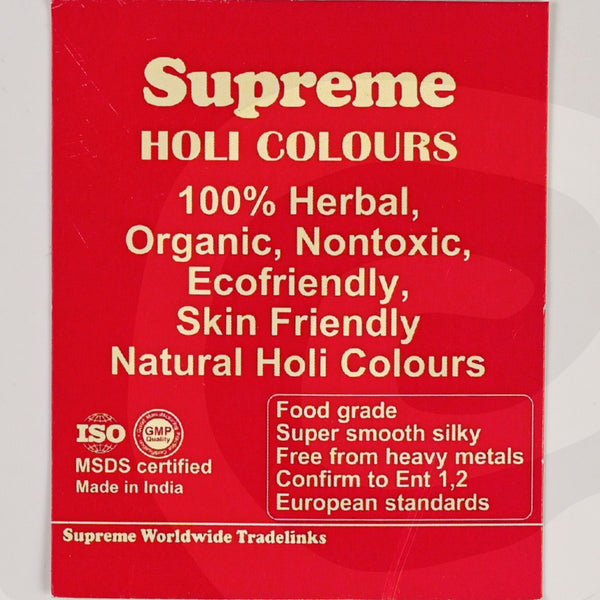 Supreme
HOLI COLOURS
100% Herbal,
Organic, Nontoxic,
Ecofriendly,
Skin Friendly
Natural Holi Colours
ISO
GMP
Quality
MSDS certified
Made in India
Food grade
Super smooth silky
Free from heavy metals
Confirm to Ent 1,2
European standards
Supreme Worldwide Tradelinks